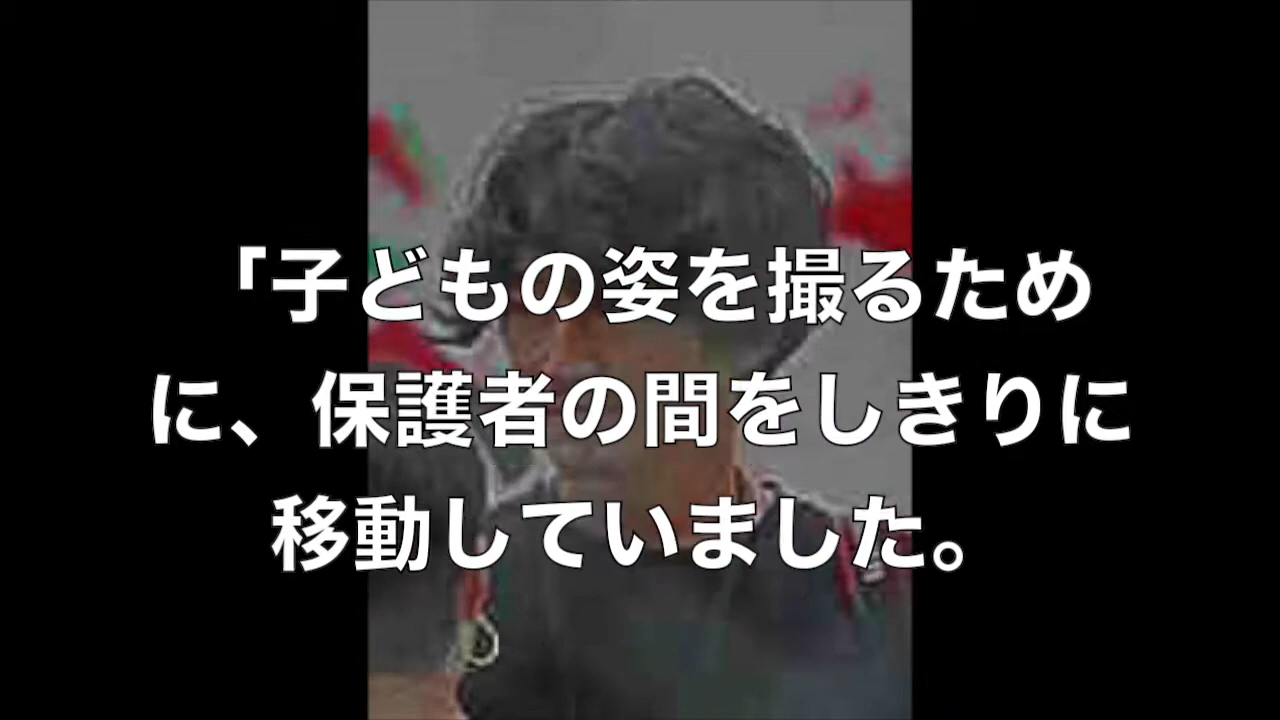 「子どもの姿を撮るため
に、保護者の間をしきりに
移動していました。